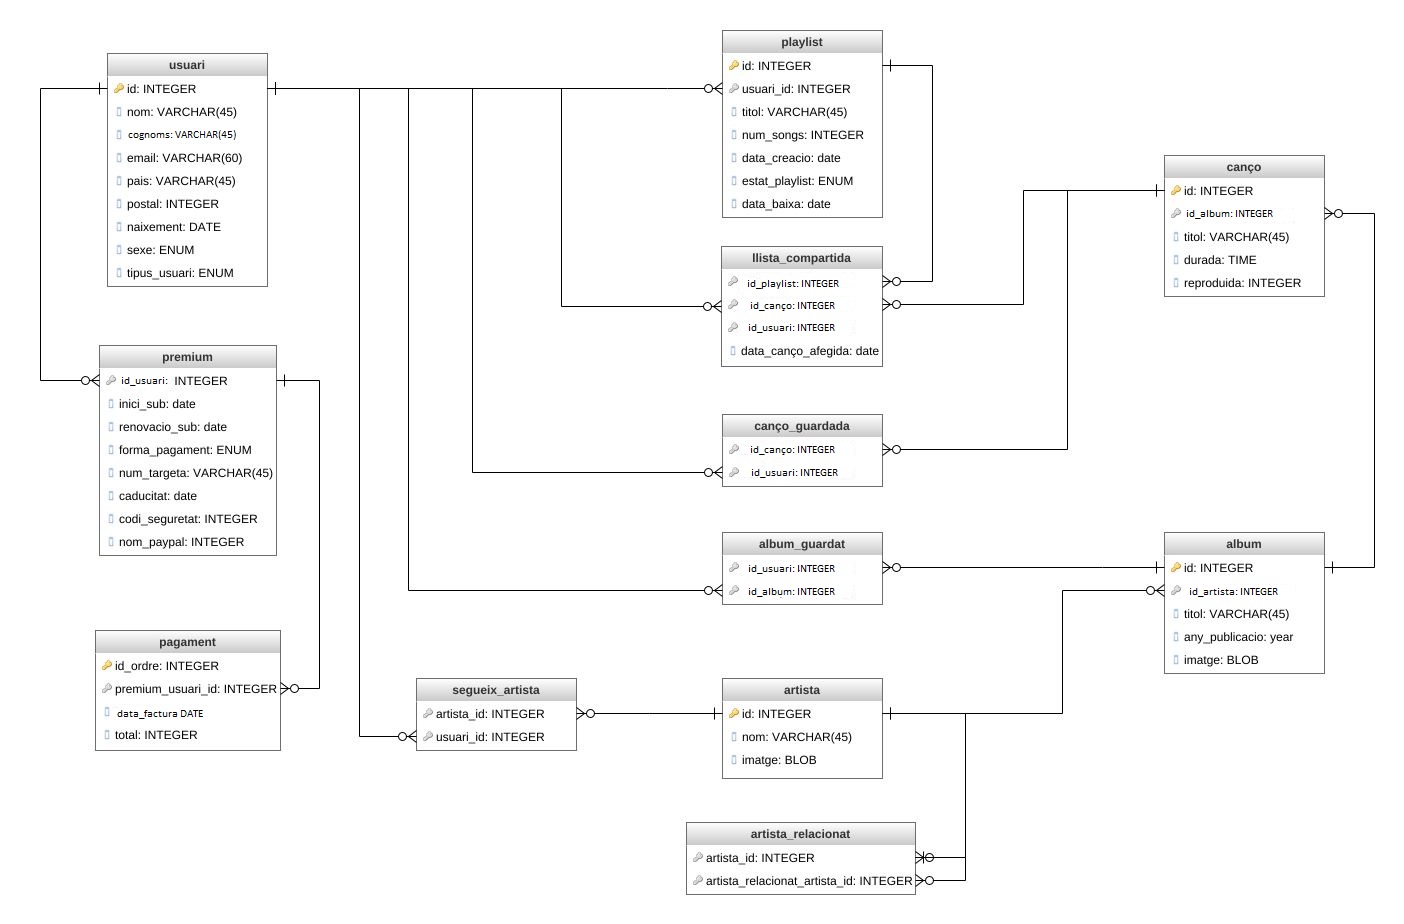 usuari
id: INTEGER
nom: VARCHAR(45)
cognoms: VARCHAR(45)
email: VARCHAR(60)
pais: VARCHAR(45)
postal: INTEGER
naixement: DATE
sexe: ENUM
tipus_usuari: ENUM
premium
id_usuari: INTEGER
inici_sub: date
renovacio_sub: date
forma_pagament: ENUM
num_targeta: VARCHAR(45)
caducitat: date
codi_seguretat: INTEGER
nom_paypal: INTEGER
pagament
id_ordre: INTEGER
premium_usuari_id: INTEGER
data_factura DATE
total: INTEGER
segueix_artista
artista_id: INTEGER
usuari_id: INTEGER
playlist
id: INTEGER
usuari_id: INTEGER
titol: VARCHAR(45)
num_songs: INTEGER
data_creacio: date
estat_playlist: ENUM
data_baixa: date
llista_compartida
id_playlist: INTEGER
id_canço: INTEGER
id_usuari: INTEGER
data_canço_afegida: date
canço_guardada
id_canço: INTEGER
id_usuari: INTEGER
album_guardat
id_usuari: INTEGER
id_album: INTEGER
artista
id: INTEGER
nom: VARCHAR(45)
imatge: BLOB
artista_relacionat
artista_id: INTEGER
artista_relacionat_artista_id: INTEGER
canço
id: INTEGER
id_album: INTEGER
titol: VARCHAR(45)
durada: TIME
reproduida: INTEGER
album
id: INTEGER
id_artista: INTEGER
titol: VARCHAR(45)
any_publicacio: year
imatge: BLOB